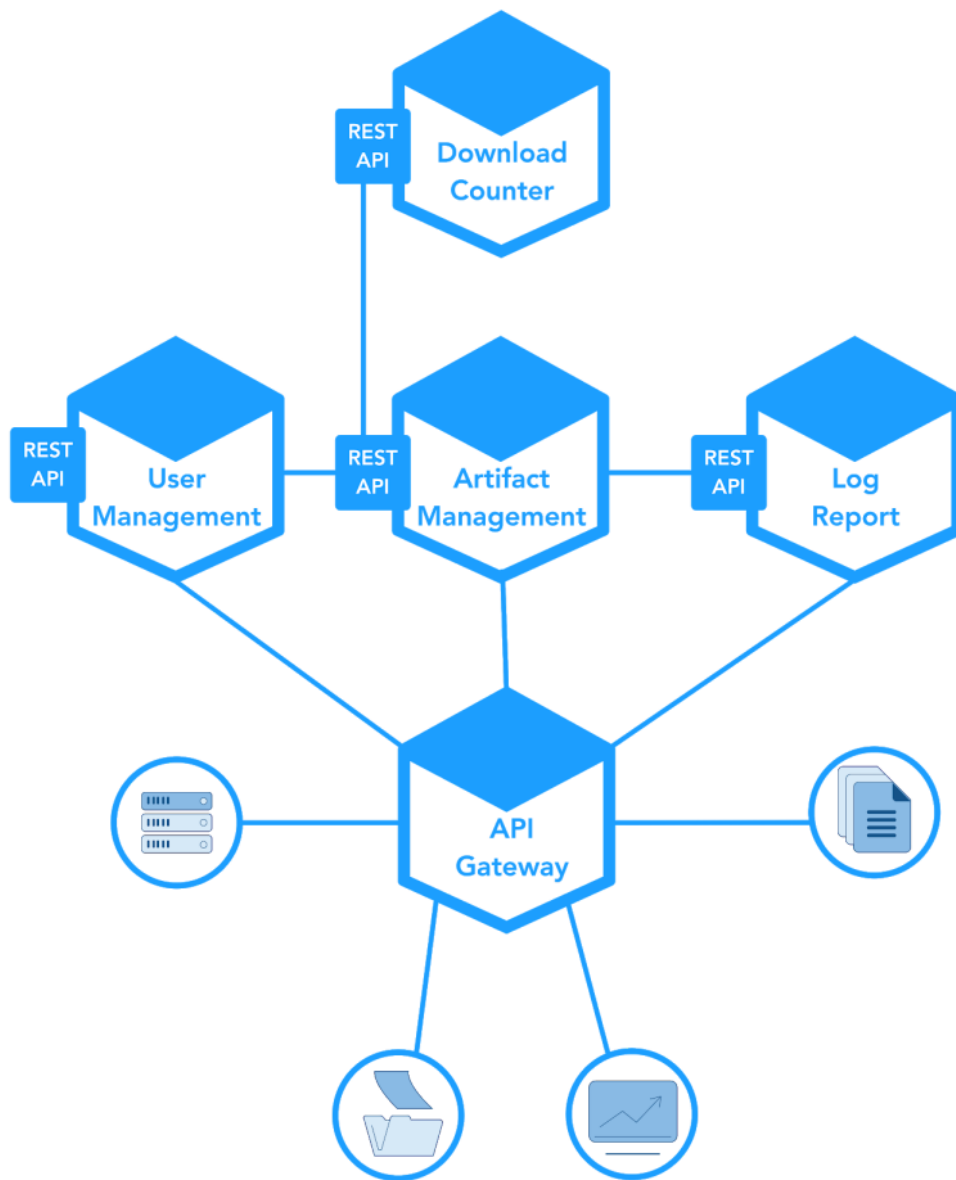 REST
API
Download
Counter
REST
API
User
Management
REST
API
Artifact
Management
REST
API
Log
Report
API
Gateway